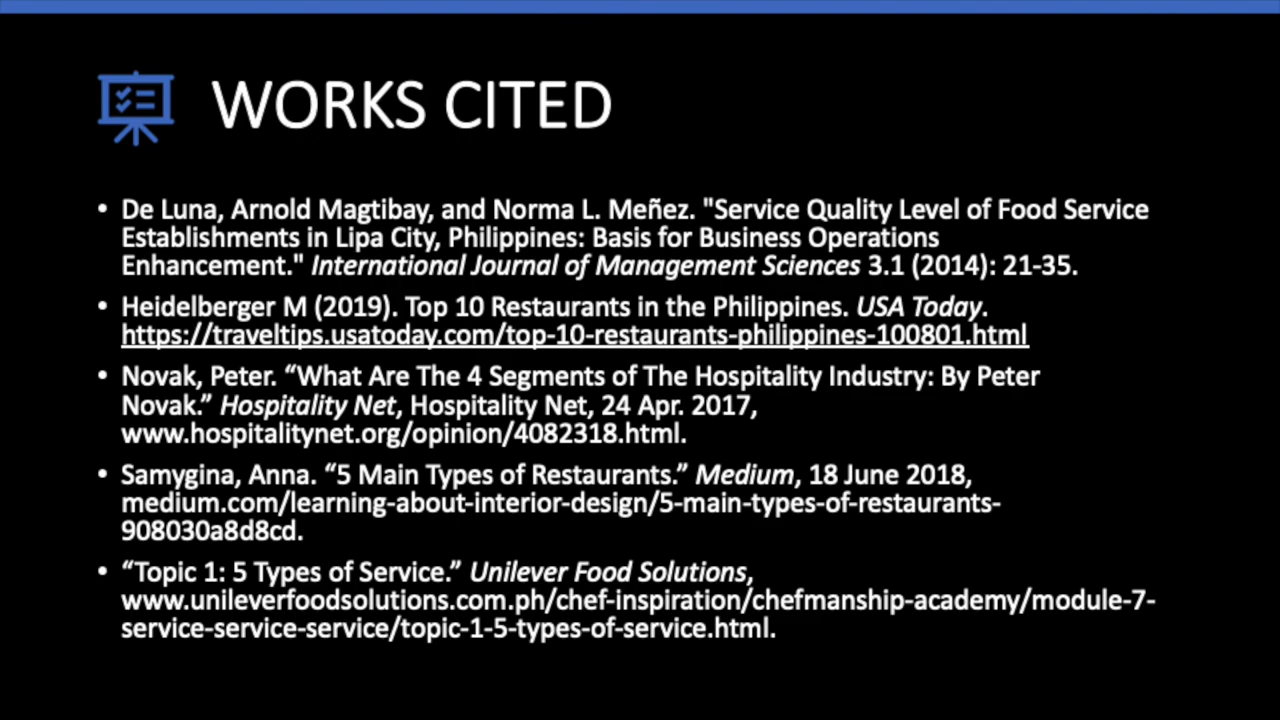 WORKS CITED
• De Luna, Arnold Magtibay, and Norma L. Meñez. "Service Quality Level of Food Service
Establishments in Lipa City, Philippines: Basis for Business Operations
Enhancement." International Journal of Management Sciences 3.1 (2014): 21-35.
• Heidelberger M (2019). Top 10 Restaurants in the Philippines. USA Today.
https://traveltips.usatoday.com/top-10-restaurants-philippines-100801.html
• Novak, Peter. “What Are The 4 Segments of The Hospitality Industry: By Peter
Novak.” Hospitality Net, Hospitality Net, 24 Apr. 2017,
www.hospitalitynet.org/opinion/4082318.html.
• Samygina, Anna. “5 Main Types of Restaurants.” Medium, 18 June 2018,
medium.com/learning-about-interior-design/5-main-types-of-restaurants-
908030a8d8cd.
• “Topic 1: 5 Types of Service.” Unilever Food Solutions,
www.unileverfoodsolutions.com.ph/chef-inspiration/chefmanship-academy/module-7-
service-service-service/topic-1-5-types-of-service.html.